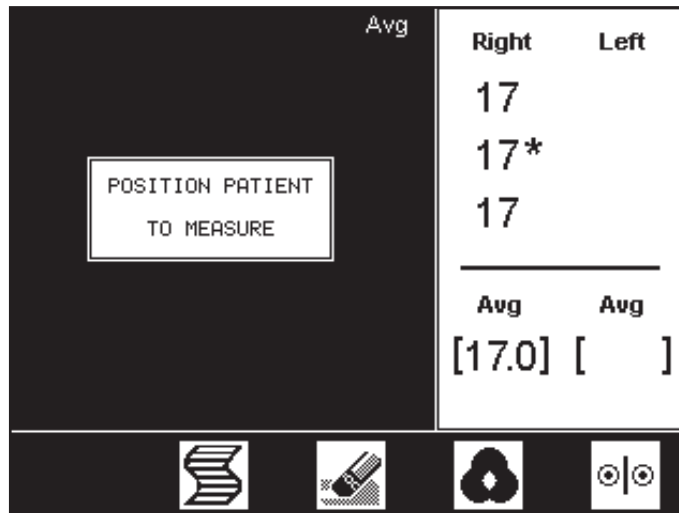 Avg
POSITION PATIENT
TO MEASURE
Right Left
17
17*
17
Avg Avg
[17.0] [ ]